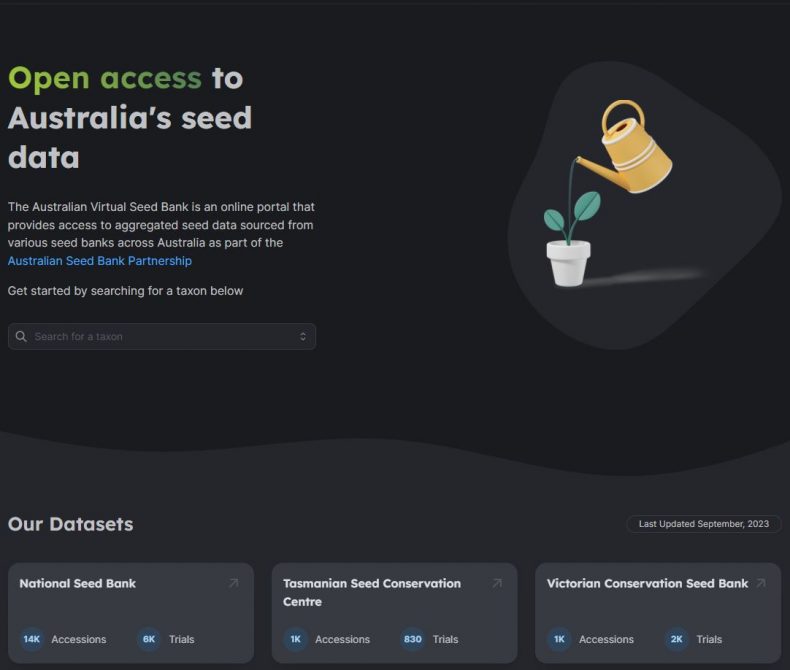 Open access to
Australia's seed
data
The Australian Virtual Seed Bank is an online portal that
provides access to aggregated seed data sourced from
various seed banks across Australia as part of the
Australian Seed Bank Partnership
Get started by searching for a taxon below
Search for a taxon
Our Datasets
Last Updated September, 2023
National Seed Bank
14K Accessions 6K Trials
Tasmanian Seed Conservation
Centre
1K Accessions 830 Trials
Victorian Conservation Seed Bank
1K Accessions 2K Trials